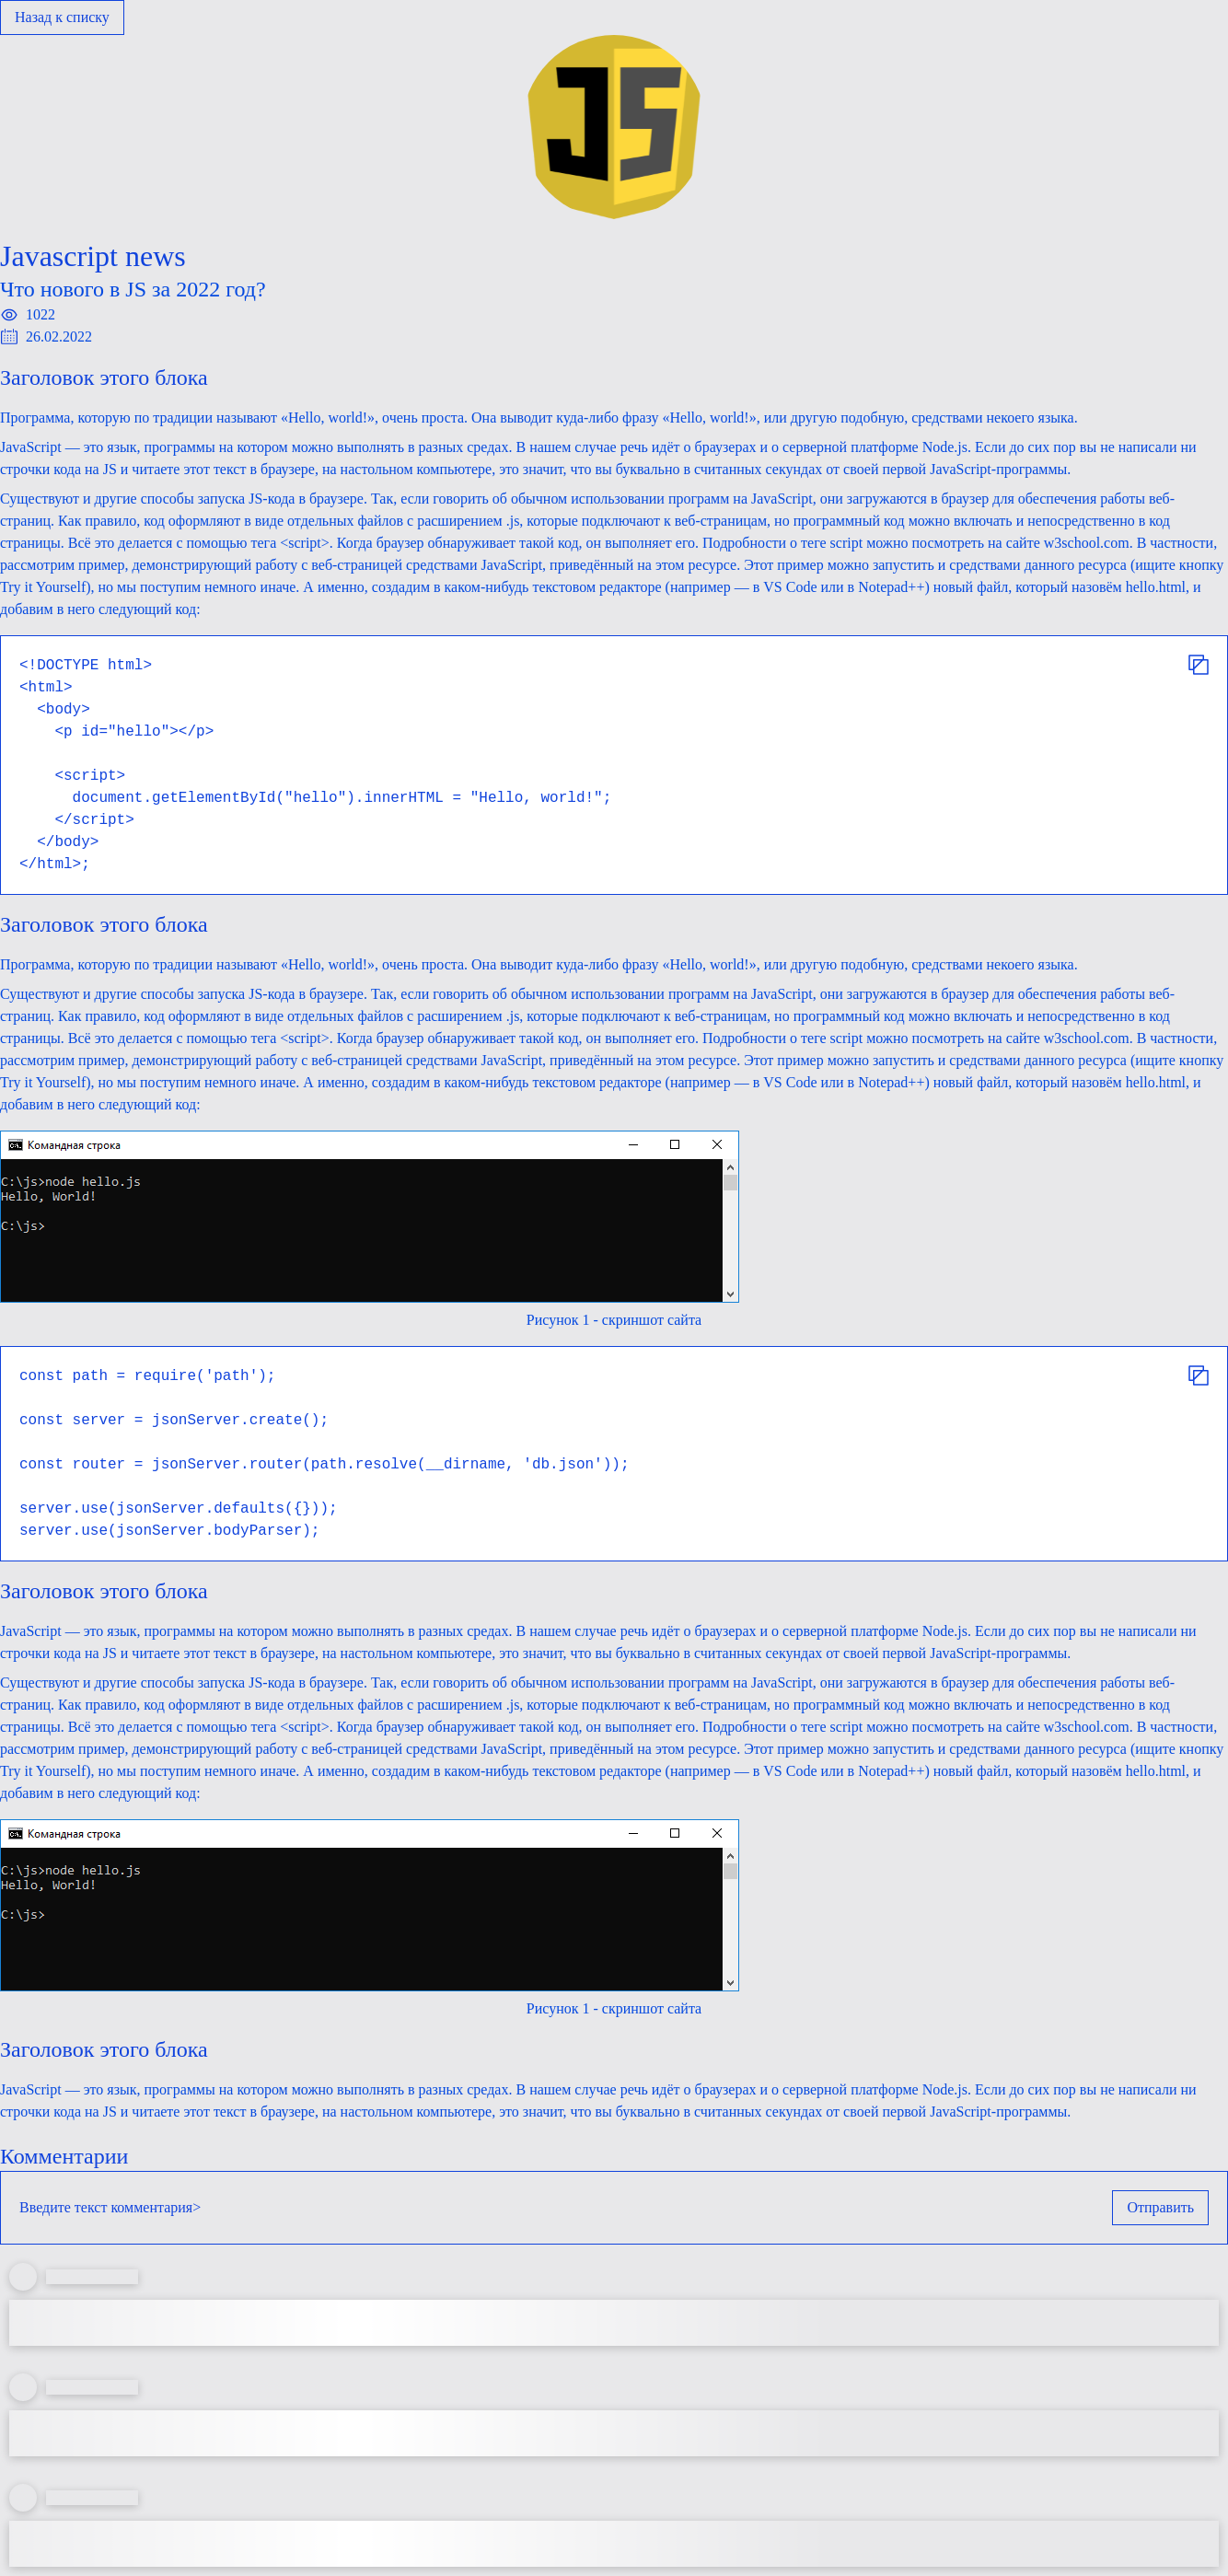 Назад к списку
JS
Javascript news
Что нового в JS за 2022 год?
1022
26.02.2022
Заголовок этого блока
Программа, которую по традиции называют «Hello, world!», очень проста. Она выводит куда-либо фразу «Hello, world!», или другую подобную, средствами некоего языка.
JavaScript — это язык, программы на котором можно выполнять в разных средах. В нашем случае речь идёт о браузерах и о серверной платформе Node.js. Если до сих пор вы не написали ни
строчки кода на JS и читаете этот текст в браузере, на настольном компьютере, это значит, что вы буквально в считанных секундах от своей первой JavaScript-программы.
Существуют и другие способы запуска JS-кода в браузере. Так, если говорить об обычном использовании программ на JavaScript, они загружаются в браузер для обеспечения работы веб-
страниц. Как правило, код оформляют в виде отдельных файлов с расширением .js, которые подключают к веб-страницам, но программный код можно включать и непосредственно в код
страницы. Всё это делается с помощью тега <script>. Когда браузер обнаруживает такой код, он выполняет его. Подробности о теге script можно посмотреть на сайте w3school.com. В частности,
рассмотрим пример, демонстрирующий работу с веб-страницей средствами JavaScript, приведённый на этом ресурсе. Этот пример можно запустить и средствами данного ресурса (ищите кнопку
Try it Yourself), но мы поступим немного иначе. А именно, создадим в каком-нибудь текстовом редакторе (например — в VS Code или в Notepad++) новый файл, который назовём hello.html, и
добавим в него следующий код:
<!DOCTYPE html>
<html>
<body>
<p id="hello"></p>
<script>
document.getElementById("hello").innerHTML = "Hello, world!";
</script>
</body>
</html>;
Заголовок этого блока
Программа, которую по традиции называют «Hello, world!», очень проста. Она выводит куда-либо фразу «Hello, world!», или другую подобную, средствами некоего языка.
Существуют и другие способы запуска JS-кода в браузере. Так, если говорить об обычном использовании программ на JavaScript, они загружаются в браузер для обеспечения работы веб-
страниц. Как правило, код оформляют в виде отдельных файлов с расширением .js, которые подключают к веб-страницам, но программный код можно включать и непосредственно в код
страницы. Всё это делается с помощью тега <script>. Когда браузер обнаруживает такой код, он выполняет его. Подробности о теге script можно посмотреть на сайте w3school.com. В частности,
рассмотрим пример, демонстрирующий работу с веб-страницей средствами JavaScript, приведённый на этом ресурсе. Этот пример можно запустить и средствами данного ресурса (ищите кнопку
Try it Yourself), но мы поступим немного иначе. А именно, создадим в каком-нибудь текстовом редакторе (например — в VS Code или в Notepad++) новый файл, который назовём hello.html, и
добавим в него следующий код:
Командная строка
C:\js>node hello.js
Hello, World!
C:\js>
Рисунок 1 - скриншот сайта
const path = require('path');
const server = jsonServer.create();
const router = jsonServer.router(path.resolve(__dirname, 'db.json'));
server.use(jsonServer.defaults({}));
server.use(jsonServer.bodyParser);
Заголовок этого блока
JavaScript — это язык, программы на котором можно выполнять в разных средах. В нашем случае речь идёт о браузерах и о серверной платформе Node.js. Если до сих пор вы не написали ни
строчки кода на JS и читаете этот текст в браузере, на настольном компьютере, это значит, что вы буквально в считанных секундах от своей первой JavaScript-программы.
Существуют и другие способы запуска JS-кода в браузере. Так, если говорить об обычном использовании программ на JavaScript, они загружаются в браузер для обеспечения работы веб-
страниц. Как правило, код оформляют в виде отдельных файлов с расширением .js, которые подключают к веб-страницам, но программный код можно включать и непосредственно в код
страницы. Всё это делается с помощью тега <script>. Когда браузер обнаруживает такой код, он выполняет его. Подробности о теге script можно посмотреть на сайте w3school.com. В частности,
рассмотрим пример, демонстрирующий работу с веб-страницей средствами JavaScript, приведённый на этом ресурсе. Этот пример можно запустить и средствами данного ресурса (ищите кнопку
Try it Yourself), но мы поступим немного иначе. А именно, создадим в каком-нибудь текстовом редакторе (например — в VS Code или в Notepad++) новый файл, который назовём hello.html, и
добавим в него следующий код:
Командная строка
C:\js>node hello.js
Hello, World!
C:\js>
Рисунок 1 - скриншот сайта
Заголовок этого блока
JavaScript — это язык, программы на котором можно выполнять в разных средах. В нашем случае речь идёт о браузерах и о серверной платформе Node.js. Если до сих пор вы не написали ни
строчки кода на JS и читаете этот текст в браузере, на настольном компьютере, это значит, что вы буквально в считанных секундах от своей первой JavaScript-программы.
Комментарии
Введите текст комментария>
Отправить